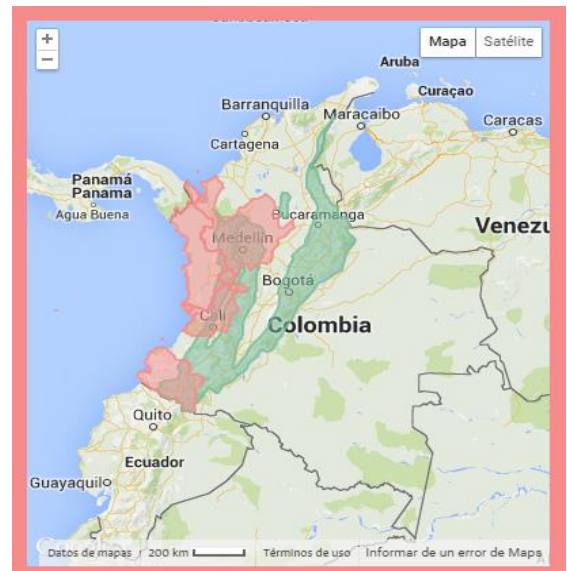 +
−
Mapa Satélite
Aruba
Curaçao
Barranquilla
Maracaibo
Caracas
Cartagena
Panamá
Panama
Agua Buena
Bucaramanga
Venezu
Medellín
Bogotá
Cali
Colombia
Quito
Ecuador
Guayaquil
Datos de mapas 200 km Términos de uso Informar de un error de Maps